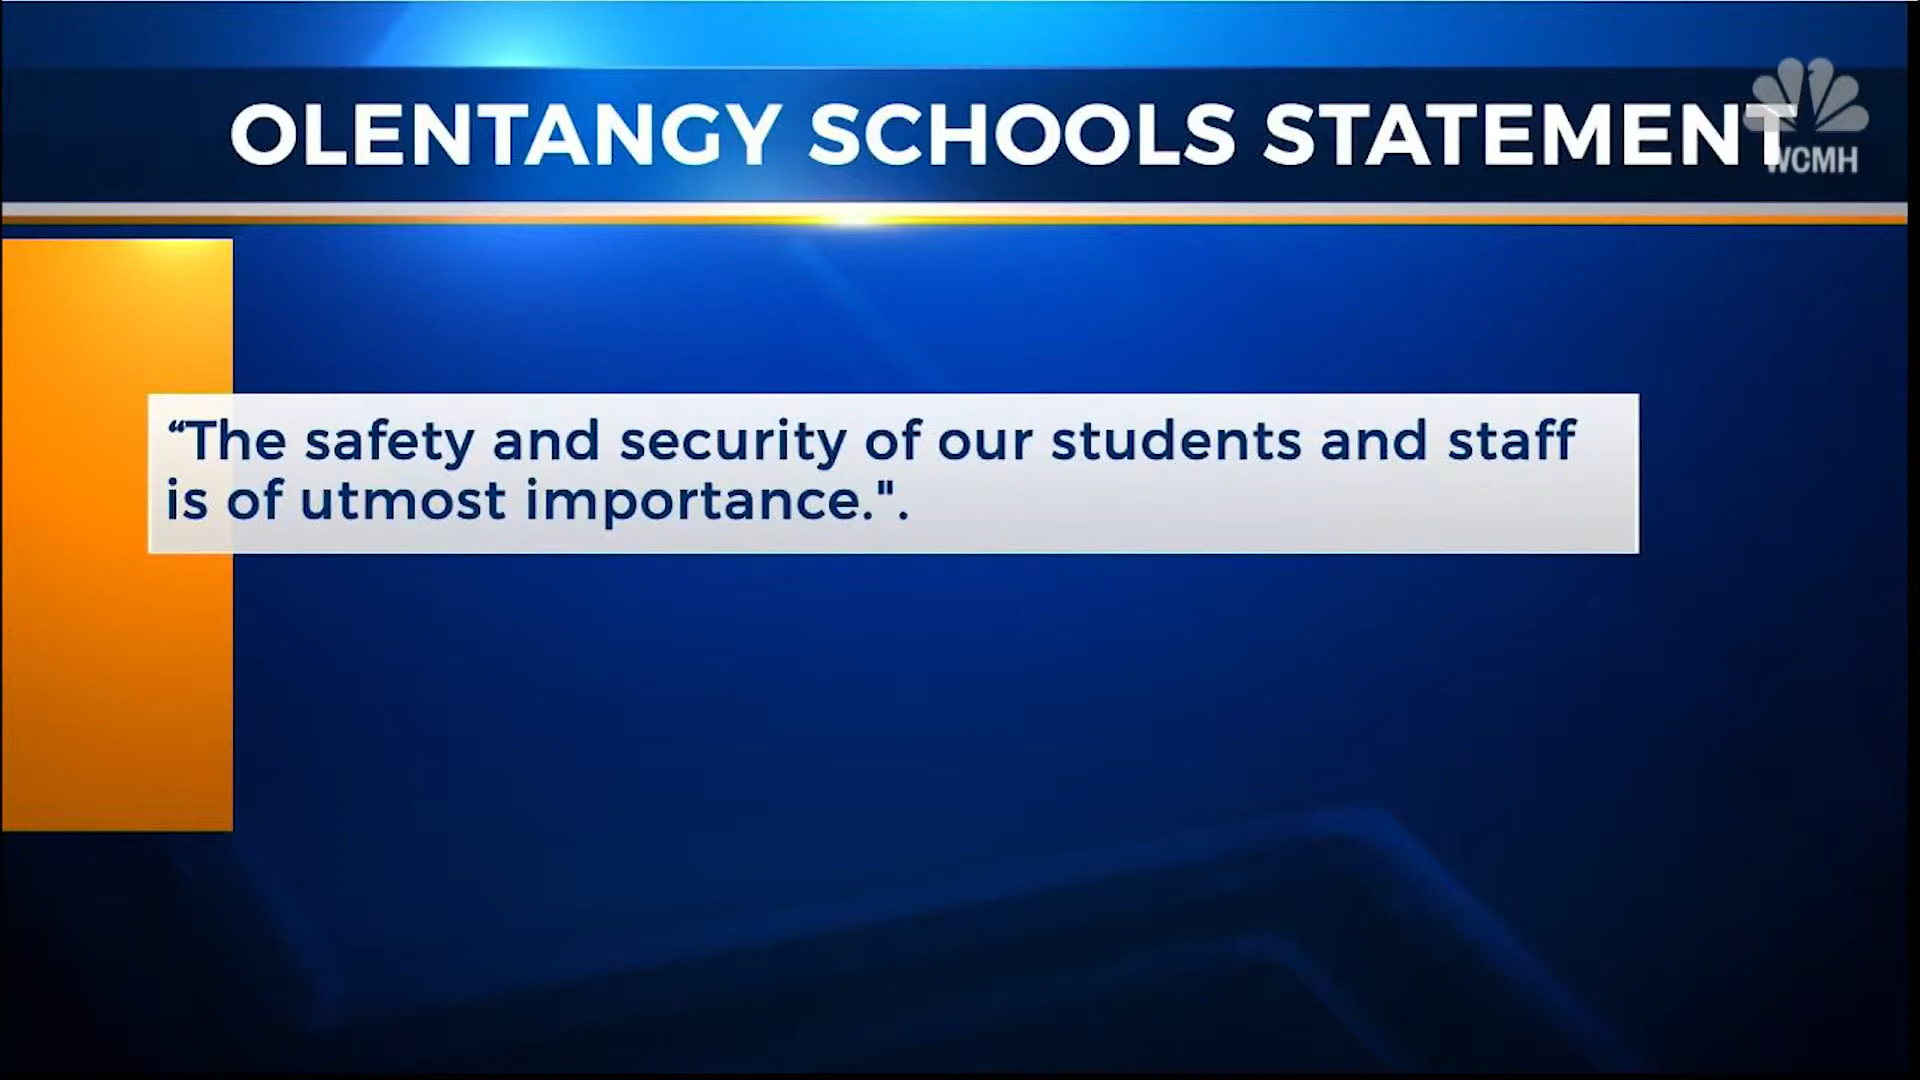 OLENTANGY SCHOOLS STATEMENT
WCMH
“The safety and security of our students and staff
is of utmost importance.".